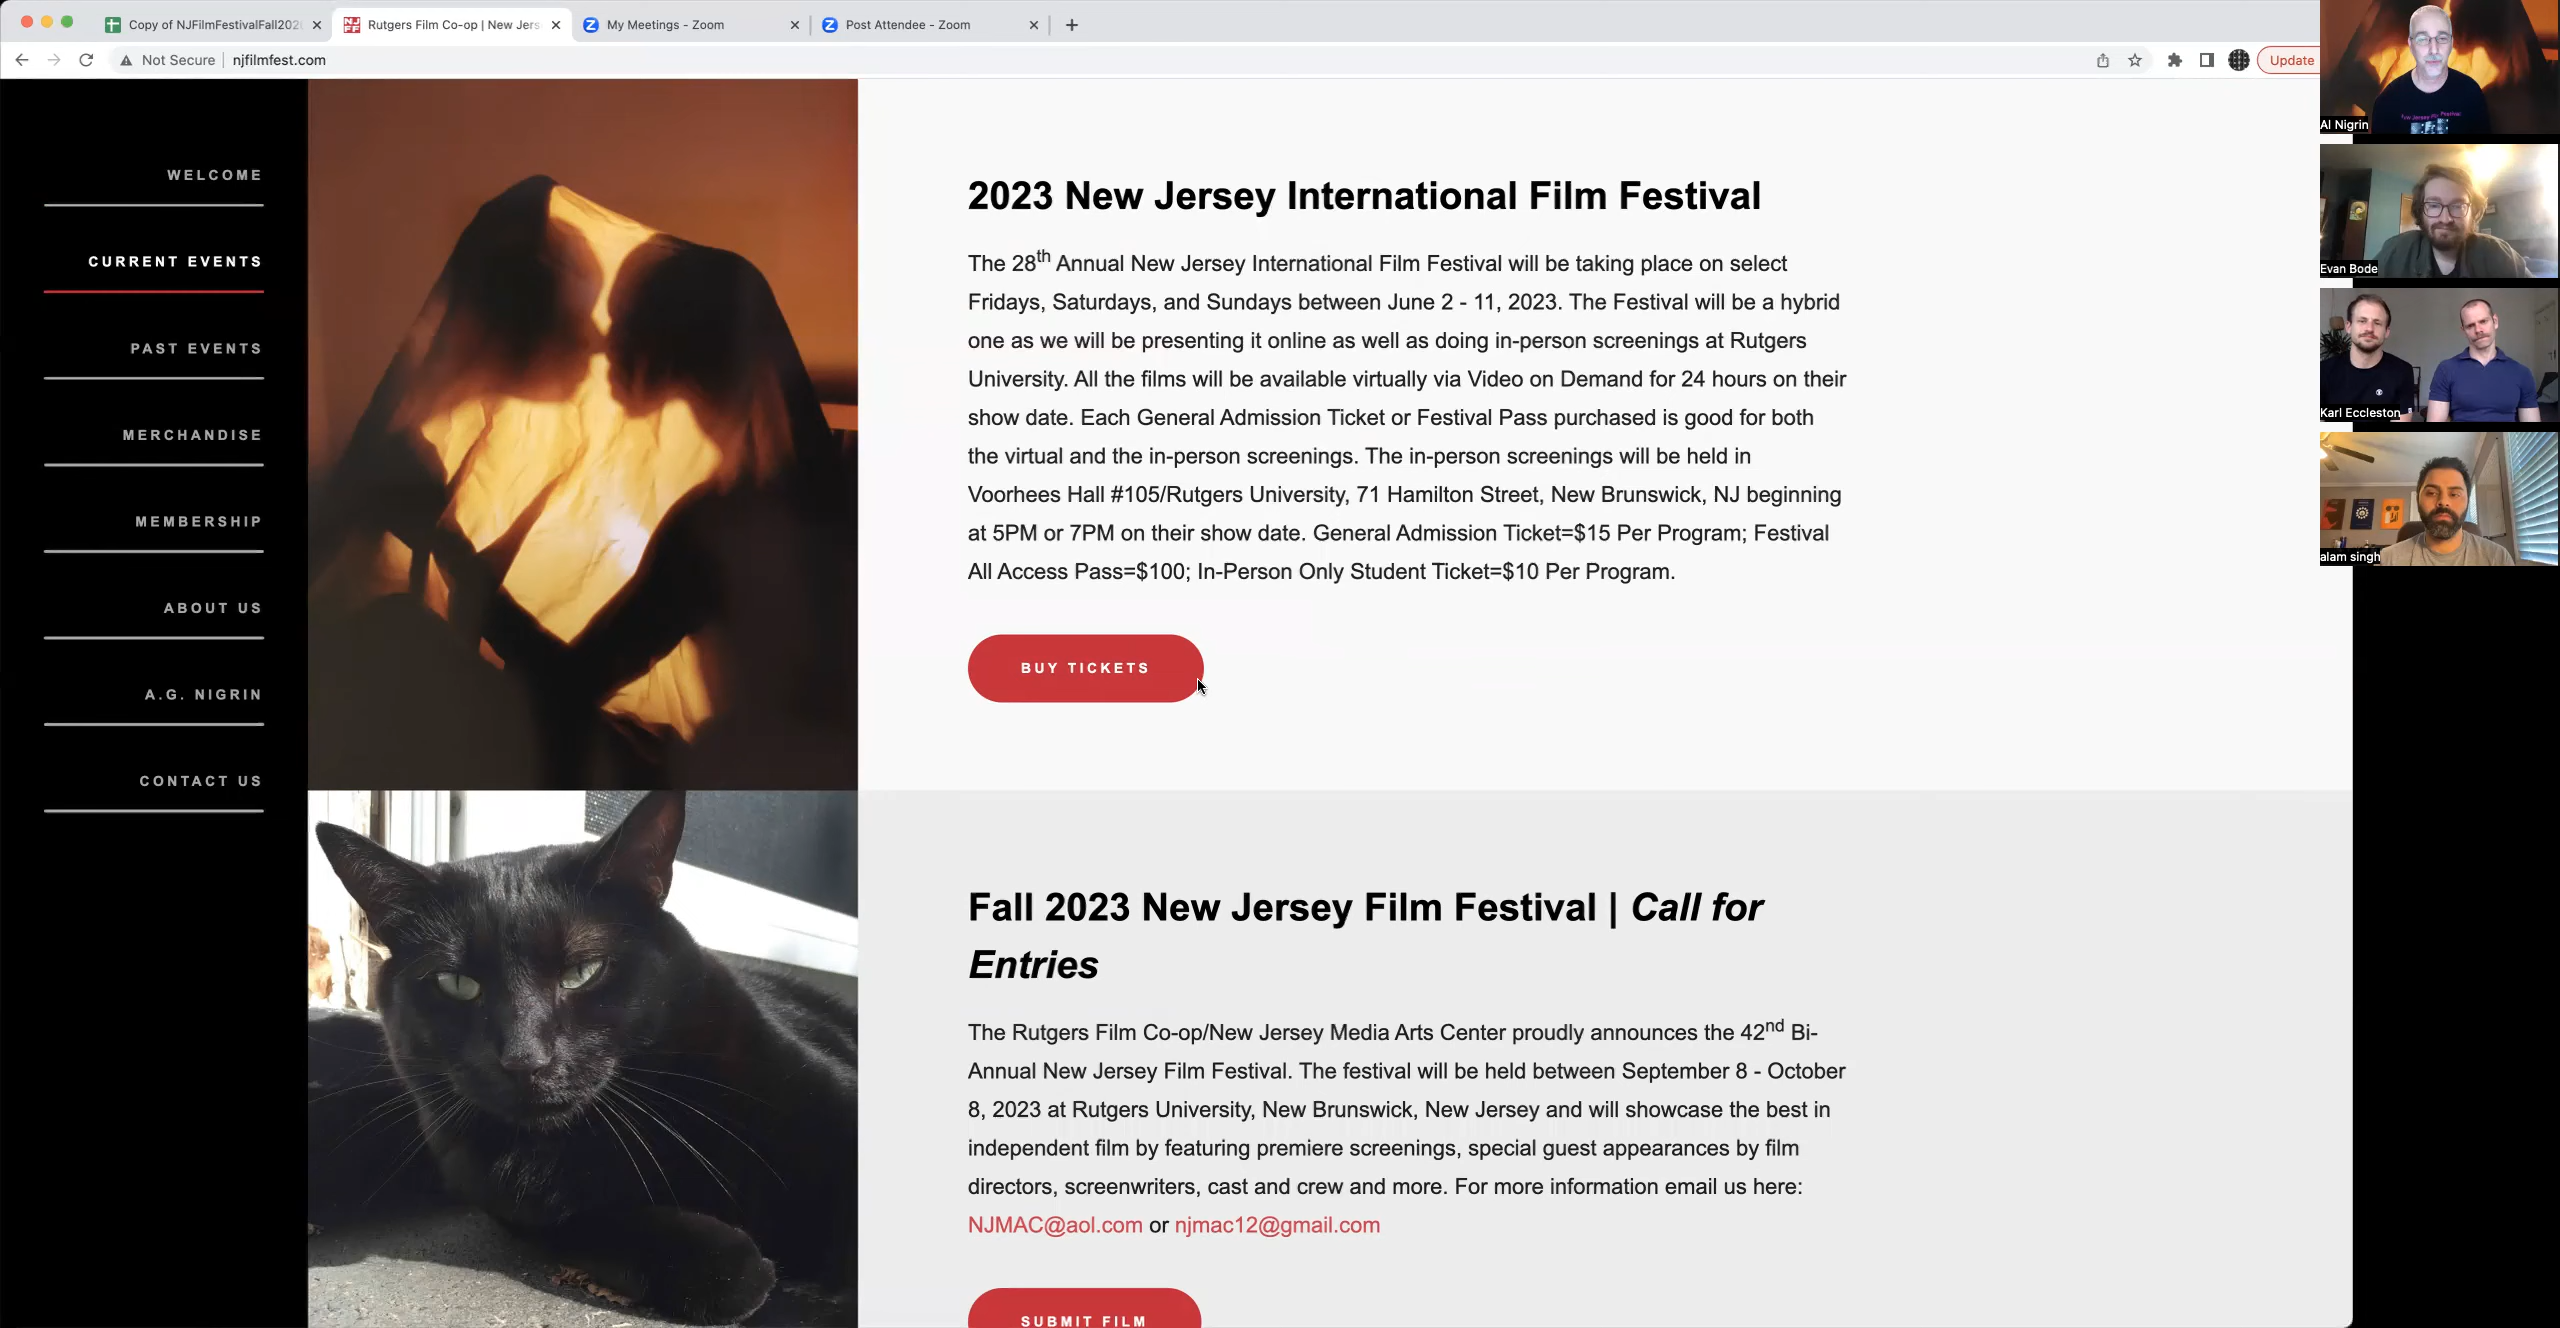 Copy of NJFilmFestivalFall202
Rutgers Film Co-op | New Jers
My Meetings - Zoom
Post Attendee - Zoom
Not Secure
njfilmfest.com
Update
WELCOME
CURRENT EVENTS
PAST EVENTS
MERCHANDISE
MEMBERSHIP
ABOUT US
A.G. NIGRIN
CONTACT US
2023 New Jersey International Film Festival
The 28th Annual New Jersey International Film Festival will be taking place on select
Fridays, Saturdays, and Sundays between June 2 - 11, 2023. The Festival will be a hybrid
one as we will be presenting it online as well as doing in-person screenings at Rutgers
University. All the films will be available virtually via Video on Demand for 24 hours on their
show date. Each General Admission Ticket or Festival Pass purchased is good for both
the virtual and the in-person screenings. The in-person screenings will be held in
Voorhees Hall #105/Rutgers University, 71 Hamilton Street, New Brunswick, NJ beginning
at 5PM or 7PM on their show date. General Admission Ticket=$15 Per Program; Festival
All Access Pass=$100; In-Person Only Student Ticket=$10 Per Program.
BUY TICKETS
Fall 2023 New Jersey Film Festival | Call for
Entries
The Rutgers Film Co-op/New Jersey Media Arts Center proudly announces the 42nd Bi-
Annual New Jersey Film Festival. The festival will be held between September 8 - October
8, 2023 at Rutgers University, New Brunswick, New Jersey and will showcase the best in
independent film by featuring premiere screenings, special guest appearances by film
directors, screenwriters, cast and crew and more. For more information email us here:
NJMAC@aol.com or njmac12@gmail.com
SUBMIT FILM
Al Nigrin
Evan Bode
Karl Eccleston
alam singh